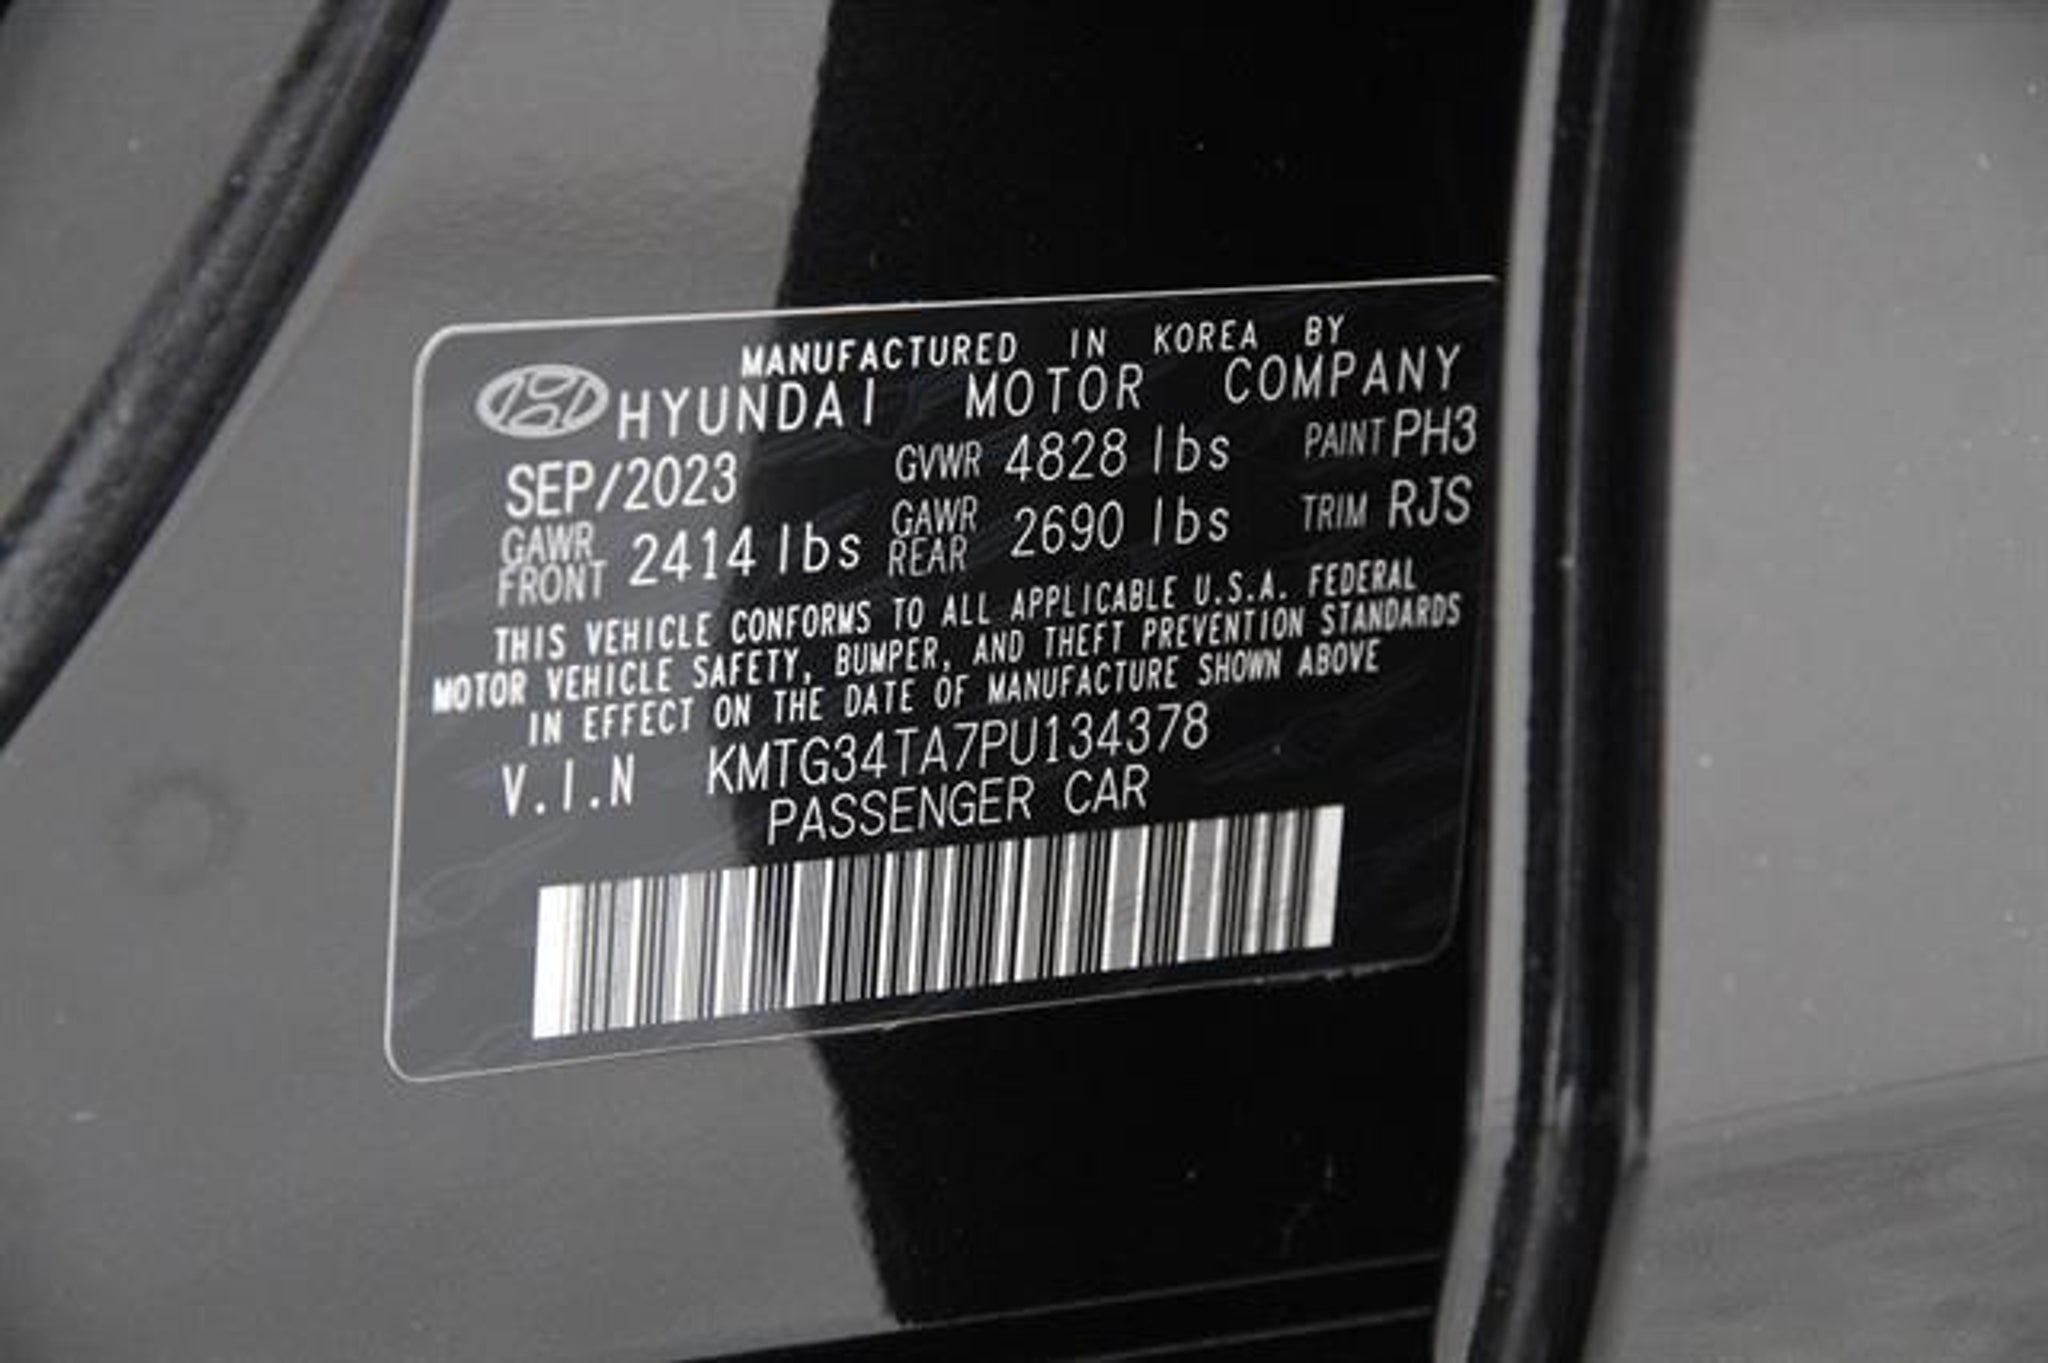 MANUFACTURED IN KOREA BY
HYUNDAI MOTOR COMPANY
SEP/2023 GVWR 4828 lbs PAINT PH3
GAWR FRONT 2414 lbs GAWR REAR 2690 lbs TRIM RJS
THIS VEHICLE CONFORMS TO ALL APPLICABLE U.S.A. FEDERAL
MOTOR VEHICLE SAFETY, BUMPER, AND THEFT PREVENTION STANDARDS
IN EFFECT ON THE DATE OF MANUFACTURE SHOWN ABOVE
V.I.N KMTG34TA7PU134378
PASSENGER CAR